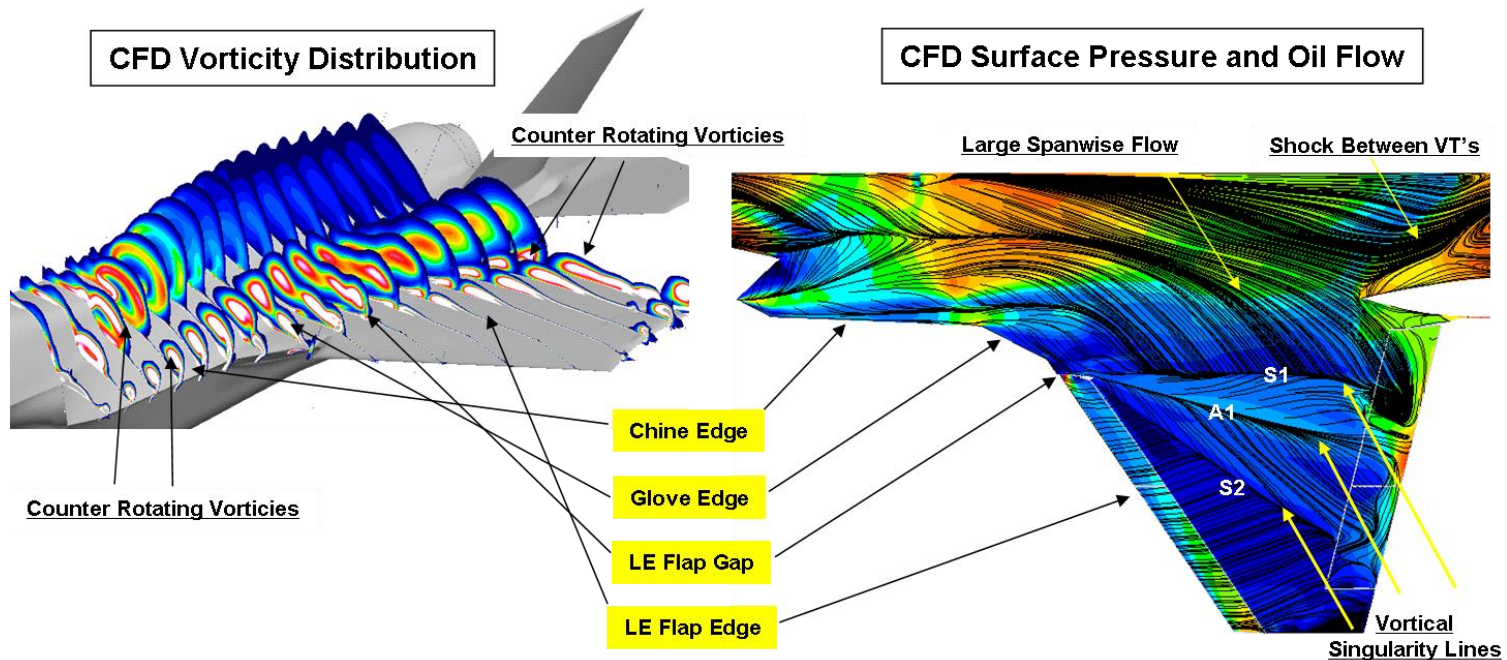 CFD Vorticity Distribution
CFD Surface Pressure and Oil Flow
Counter Rotating Vorticies
Large Spanwise Flow
Shock Between VT's
S1
A1
S2
Chine Edge
Glove Edge
LE Flap Gap
LE Flap Edge
Counter Rotating Vorticies
Vortical
Singularity Lines